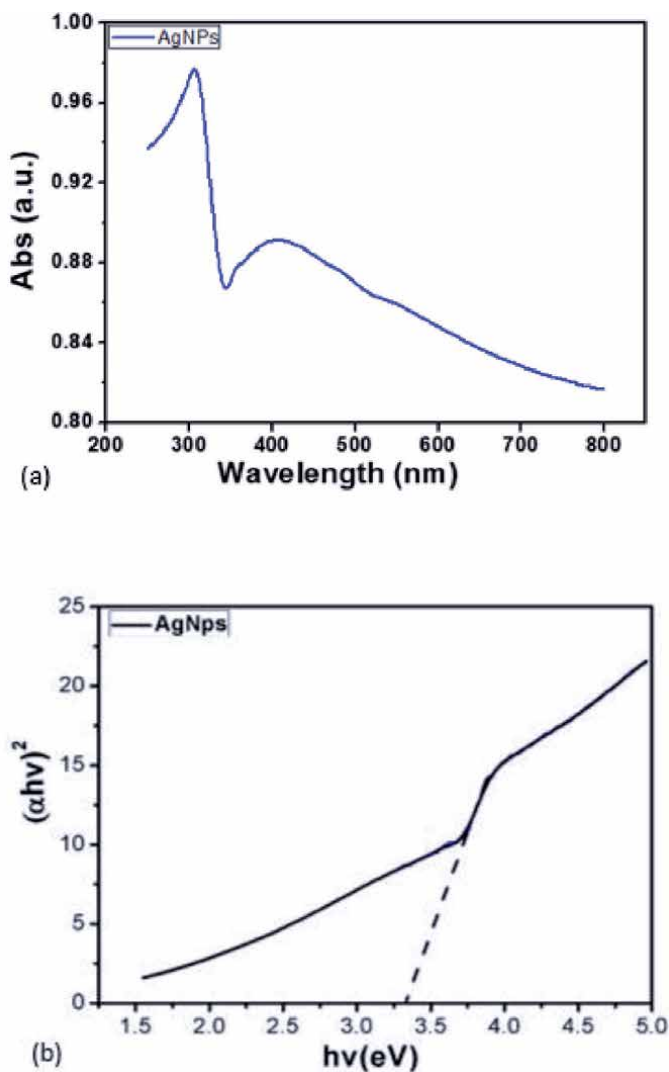 1.00
AgNPs
0.96
0.92
0.88
0.84
0.80
Abs (a.u.)
200 300 400 500 600 700 800
Wavelength (nm)
(a)
25
AgNps
20
15
10
5
0
(αhν)²
1.5 2.0 2.5 3.0 3.5 4.0 4.5 5.0
hν(eV)
(b)